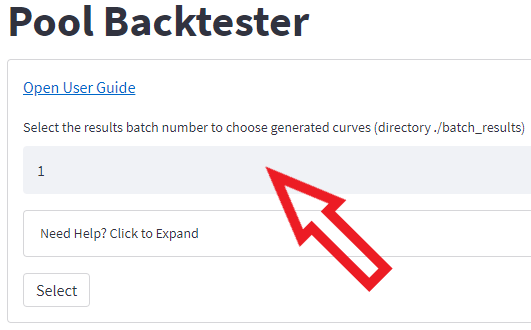 Pool Backtester
Open User Guide
Select the results batch number to choose generated curves (directory ./batch_results)
1
Need Help? Click to Expand
Select